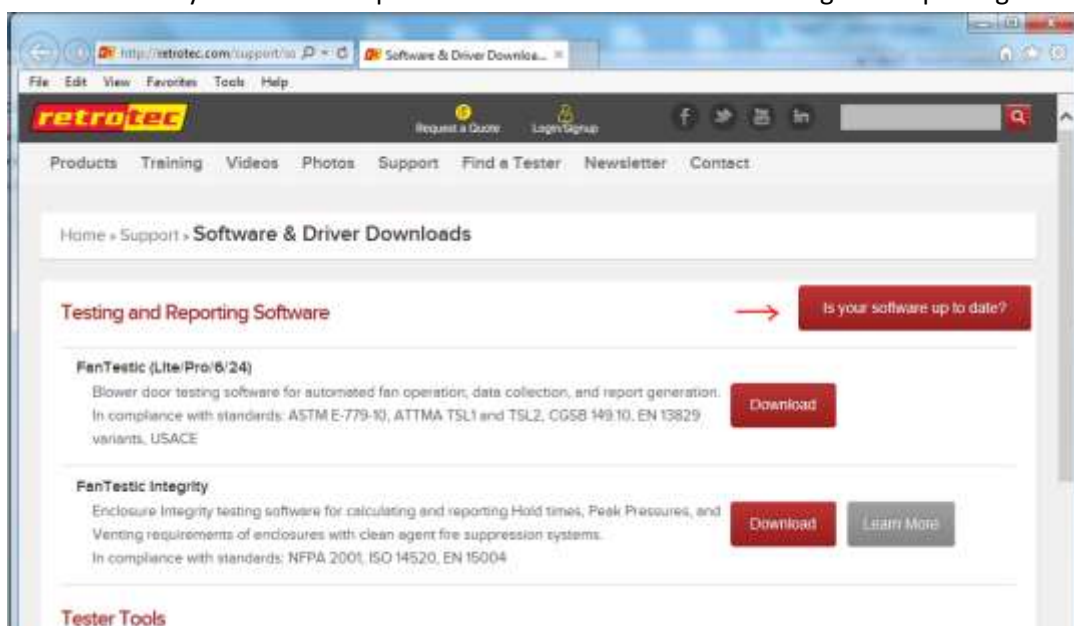 http://retrotec.com/support/so
Software & Driver Downloa...
File Edit View Favorites Tools Help
retrotec
Request a Quote Login/Signup
Products Training Videos Photos Support Find a Tester Newsletter Contact
Home » Support » Software & Driver Downloads
Testing and Reporting Software
Is your software up to date?
FanTestic (Lite/Pro/6/24)
Blower door testing software for automated fan operation, data collection, and report generation.
Download
In compliance with standards: ASTM E-779-10, ATTMA TSL1 and TSL2, CGSB 149.10, EN 13829
variants, USACE
FanTestic Integrity
Enclosure Integrity testing software for calculating and reporting Hold times, Peak Pressures, and
Download Learn More
Venting requirements of enclosures with clean agent fire suppression systems.
In compliance with standards: NFPA 2001, ISO 14520, EN 15004
Tester Tools